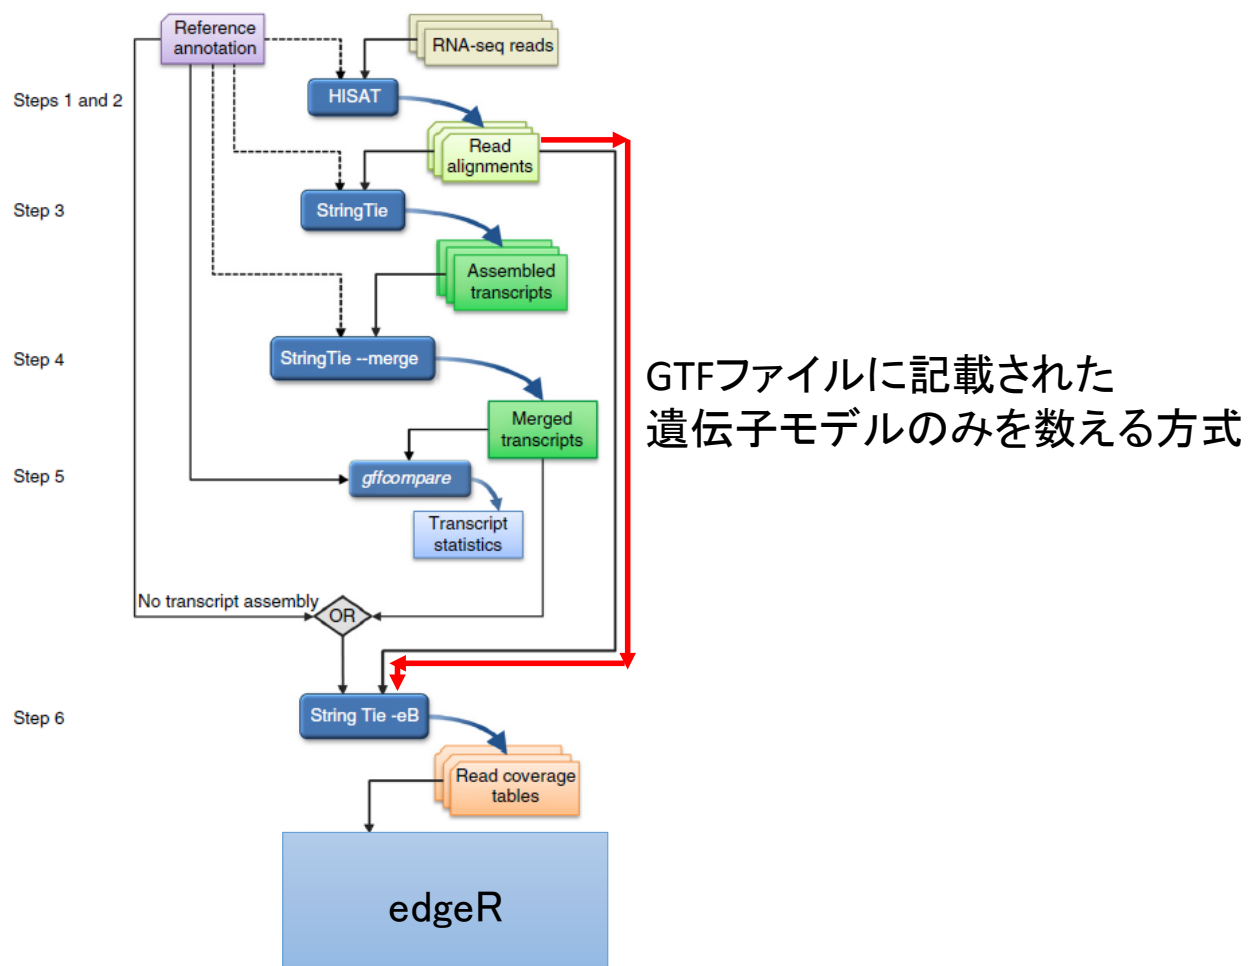 Reference
annotation
RNA-seq reads
Steps 1 and 2
HISAT
Read
alignments
Step 3
StringTie
Assembled
transcripts
Step 4
StringTie --merge
GTFファイルに記載された
遺伝子モデルのみを数える方式
Merged
transcripts
Step 5
gffcompare
Transcript
statistics
No transcript assembly
OR
Step 6
String Tie -eB
Read coverage
tables
edgeR